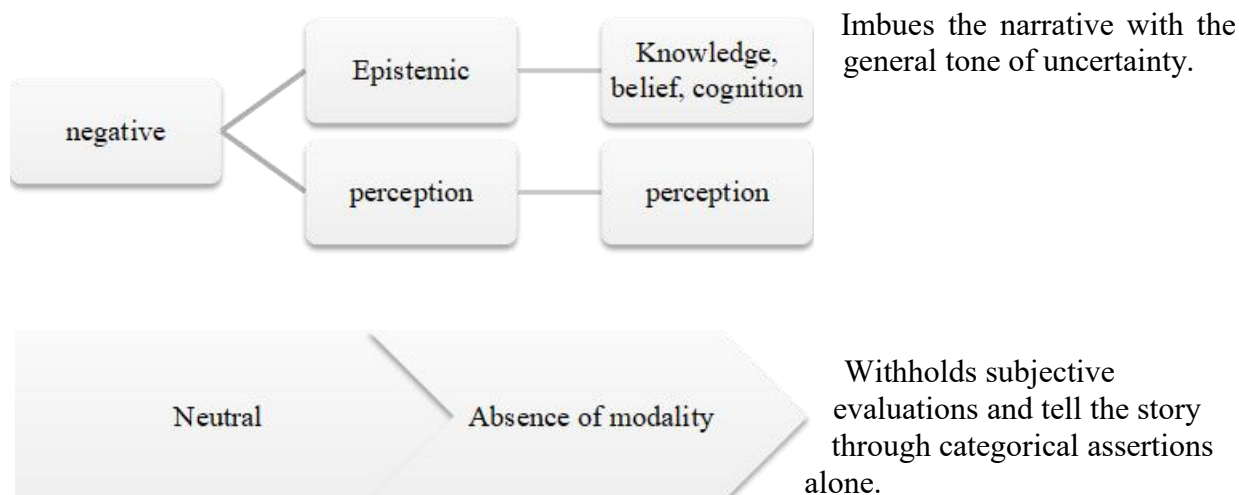 Epistemic
Knowledge,
belief, cognition
Imbues the narrative with the
general tone of uncertainty.
negative
perception
perception
Neutral
Absence of modality
Withholds subjective
evaluations and tell the story
through categorical assertions
alone.